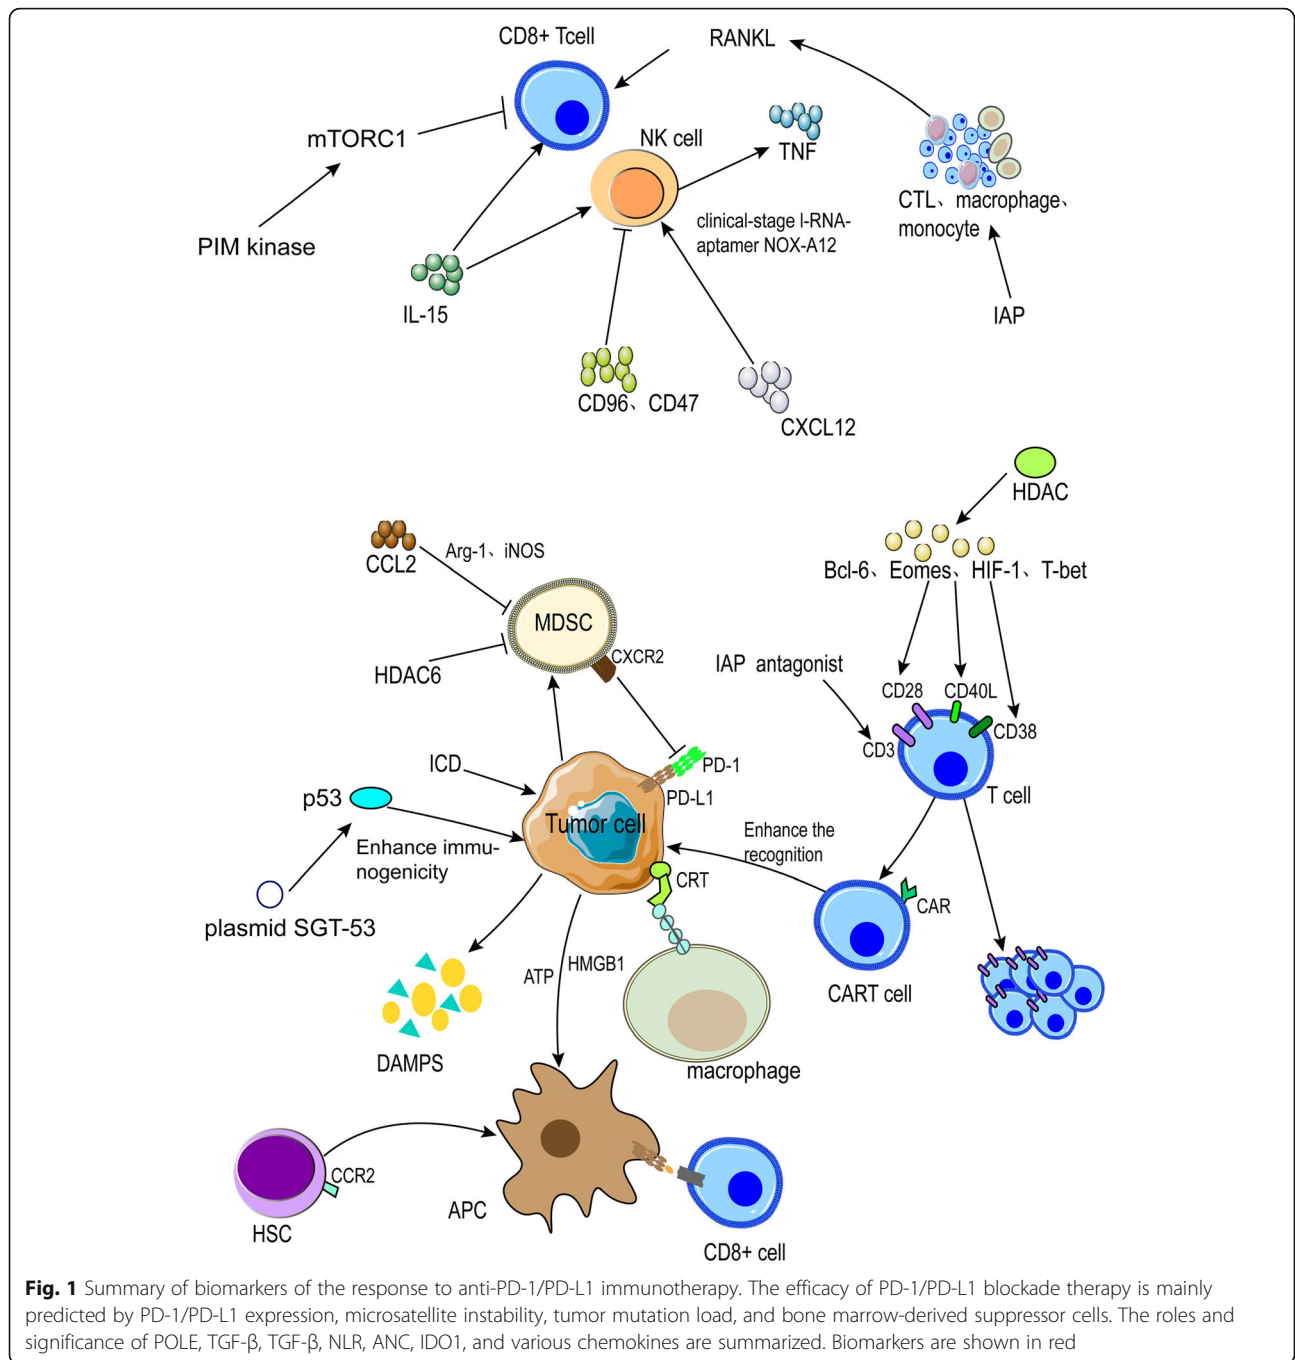 CD8+ Tcell
RANKL
mTORC1
NK cell
TNF
CTL、macrophage、
monocyte
clinical-stage l-RNA-
aptamer NOX-A12
PIM kinase
IL-15
IAP
CD96、CD47
CXCL12
HDAC
CCL2
Arg-1、iNOS
Bcl-6、Eomes、HIF-1、T-bet
MDSC
CXCR2
HDAC6
IAP antagonist
CD28
CD40L
CD38
CD3
T cell
ICD
PD-1
PD-L1
p53
Tumor cell
Enhance immu-
nogenicity
Enhance the
recognition
plasmid SGT-53
CRT
CAR
ATP
HMGB1
CART cell
DAMPS
macrophage
CCR2
HSC
APC
CD8+ cell
Fig. 1 Summary of biomarkers of the response to anti-PD-1/PD-L1 immunotherapy. The efficacy of PD-1/PD-L1 blockade therapy is mainly
predicted by PD-1/PD-L1 expression, microsatellite instability, tumor mutation load, and bone marrow-derived suppressor cells. The roles and
significance of POLE, TGF-β, TGF-β, NLR, ANC, IDO1, and various chemokines are summarized. Biomarkers are shown in red